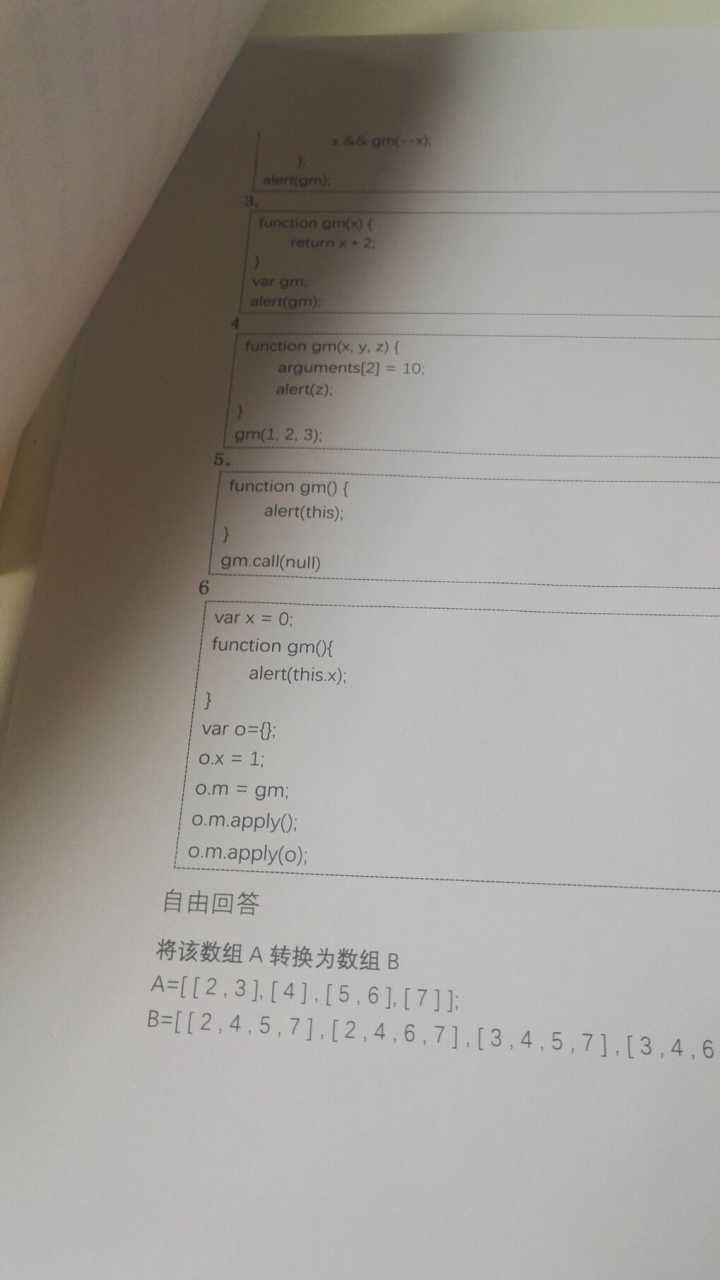 x && gm(--x);
};
alert(gm);
3.
function gm(x) {
return x * 2;
}
var gm;
alert(gm);
4
function gm(x, y, z) {
arguments[2] = 10;
alert(z);
}
gm(1, 2, 3);
5.
function gm() {
alert(this);
}
gm.call(null)
6
var x = 0;
function gm(){
alert(this.x);
}
var o={};
o.x = 1;
o.m = gm;
o.m.apply();
o.m.apply(o);
自由回答
将该数组 A 转换为数组 B
A=[ [ 2 , 3 ], [ 4 ] , [ 5 , 6 ], [ 7 ] ];
B=[ [ 2 , 4 , 5 , 7 ] , [ 2 , 4 , 6 , 7 ] , [ 3 , 4 , 5 , 7 ] , [ 3 , 4 , 6